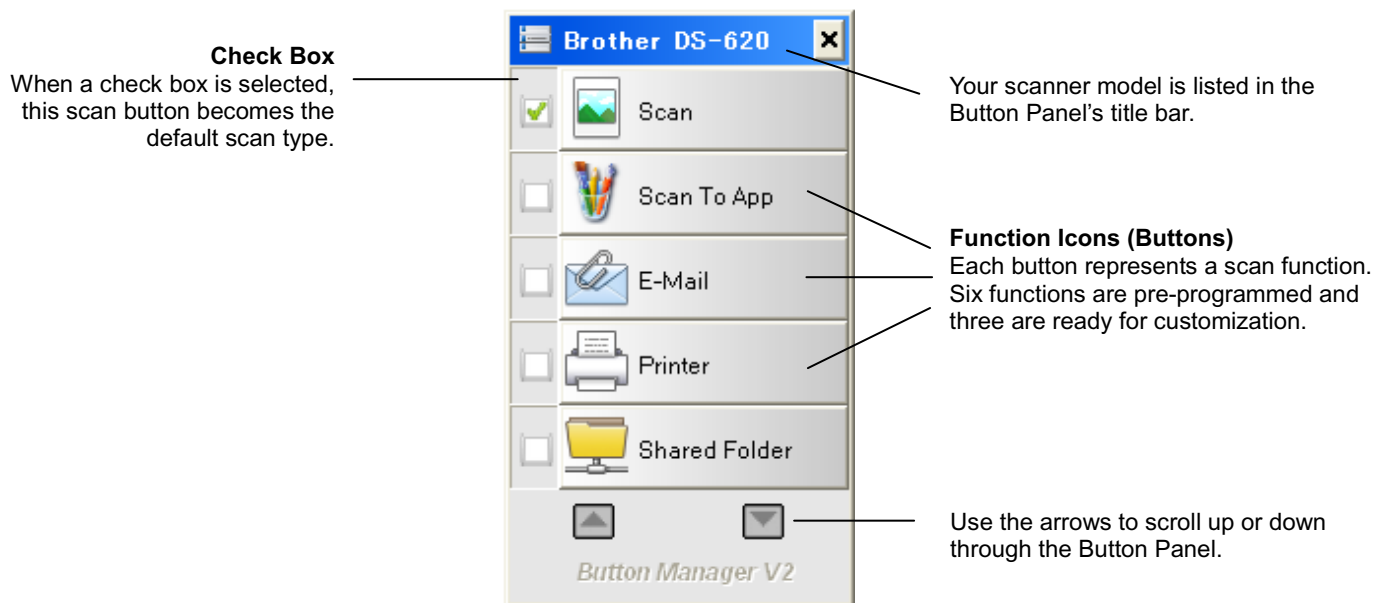 Check Box
When a check box is selected,
this scan button becomes the
default scan type.
Brother DS-620
Scan
Scan To App
E-Mail
Printer
Shared Folder
Button Manager V2
Your scanner model is listed in the
Button Panel's title bar.
Function Icons (Buttons)
Each button represents a scan function.
Six functions are pre-programmed and
three are ready for customization.
Use the arrows to scroll up or down
through the Button Panel.